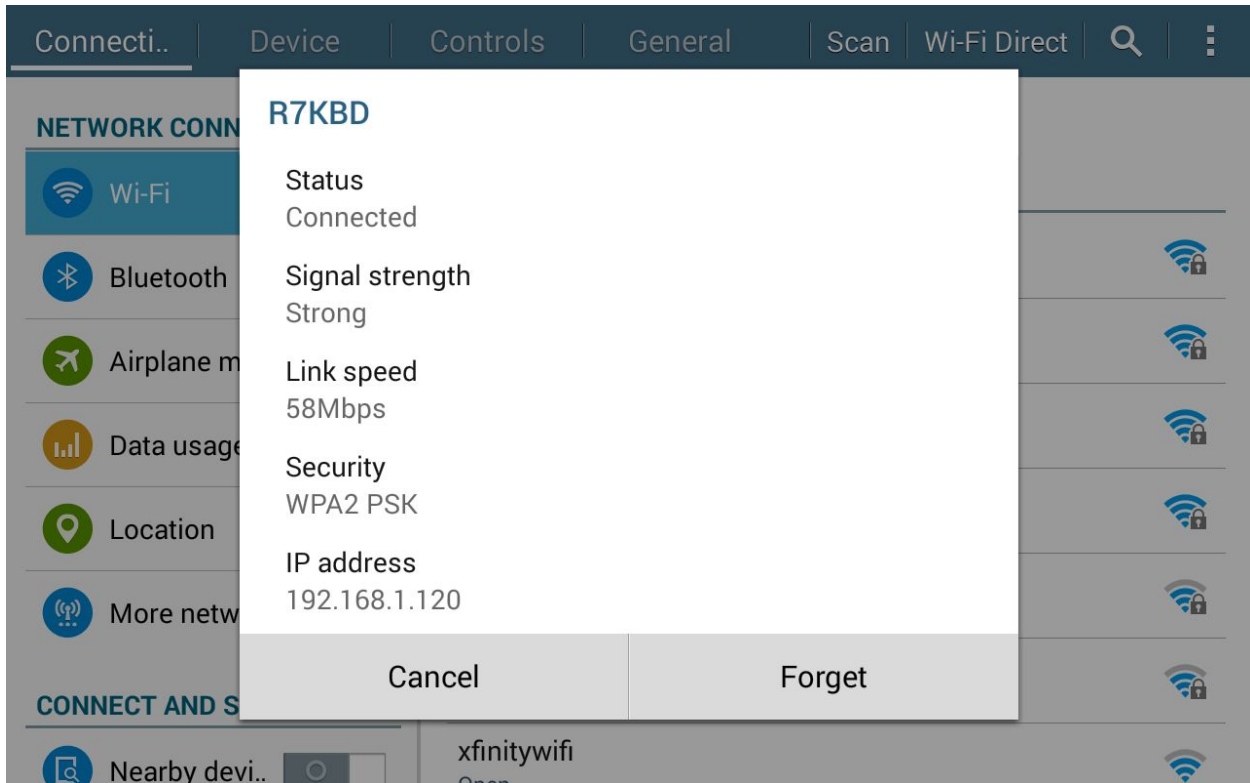 Connecti..
Device
Controls
General
Scan
Wi-Fi Direct
NETWORK CONN
Wi-Fi
Bluetooth
Airplane m
Data usage
Location
More netw
CONNECT AND S
Nearby devi..
R7KBD
Status
Connected
Signal strength
Strong
Link speed
58Mbps
Security
WPA2 PSK
IP address
192.168.1.120
Cancel
Forget
xfinitywifi
Open